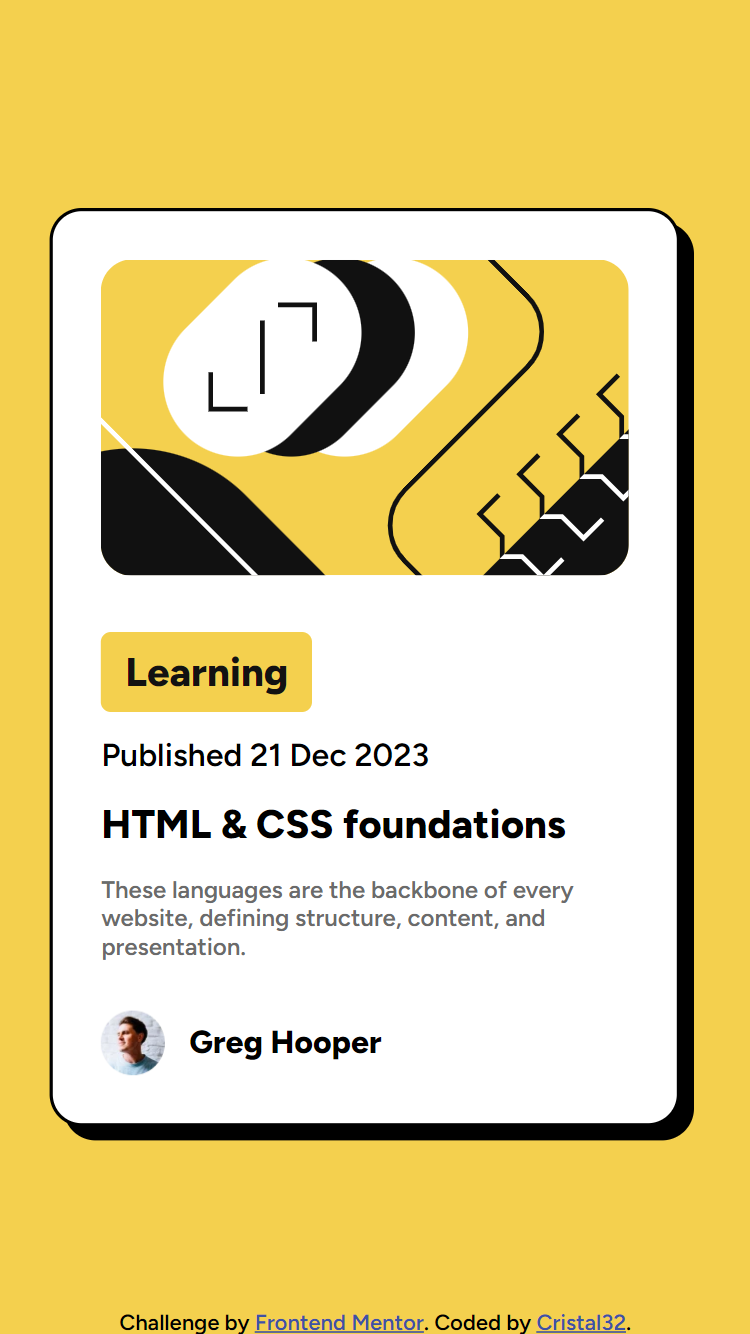 Learning
Published 21 Dec 2023
HTML & CSS foundations
These languages are the backbone of every
website, defining structure, content, and
presentation.
Greg Hooper
Challenge by Frontend Mentor. Coded by Cristal32.